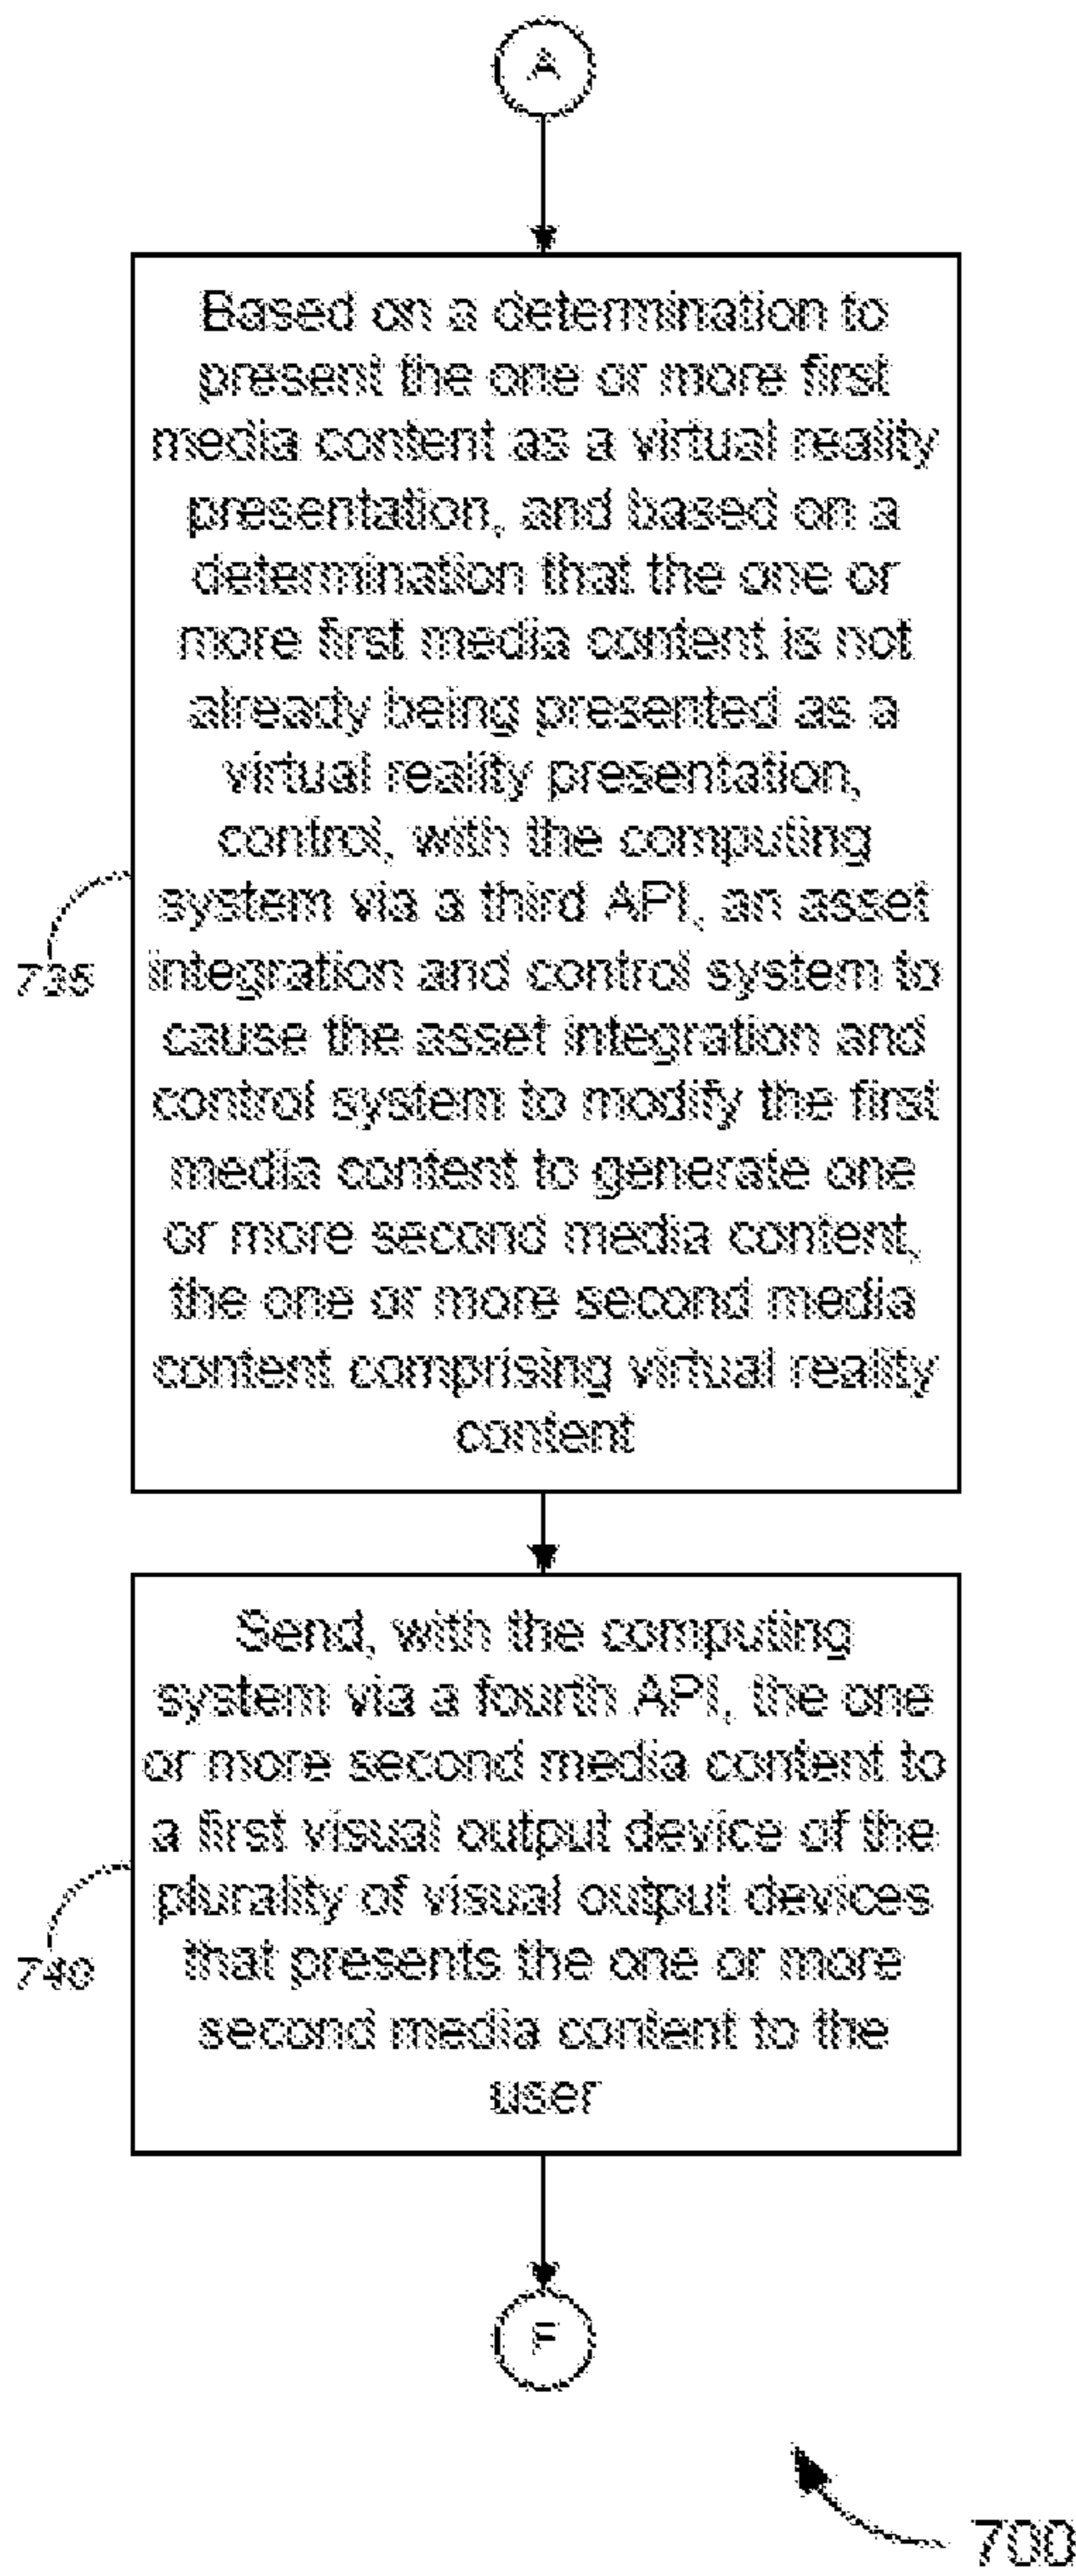 A
Based on a determination to
present the one or more first
media content as a virtual reality
presentation, and based on a
determination that the one or
more first media content is not
already being presented as a
virtual reality presentation,
control, with the computing
system via a third API, an asset
integration and control system to
cause the asset integration and
control system to modify the first
media content to generate one
or more second media content,
the one or more second media
content comprising virtual reality
content
735
Send, with the computing
system via a fourth API, the one
or more second media content to
a first visual output device of the
plurality of visual output devices
that presents the one or more
second media content to the
user
740
F
700